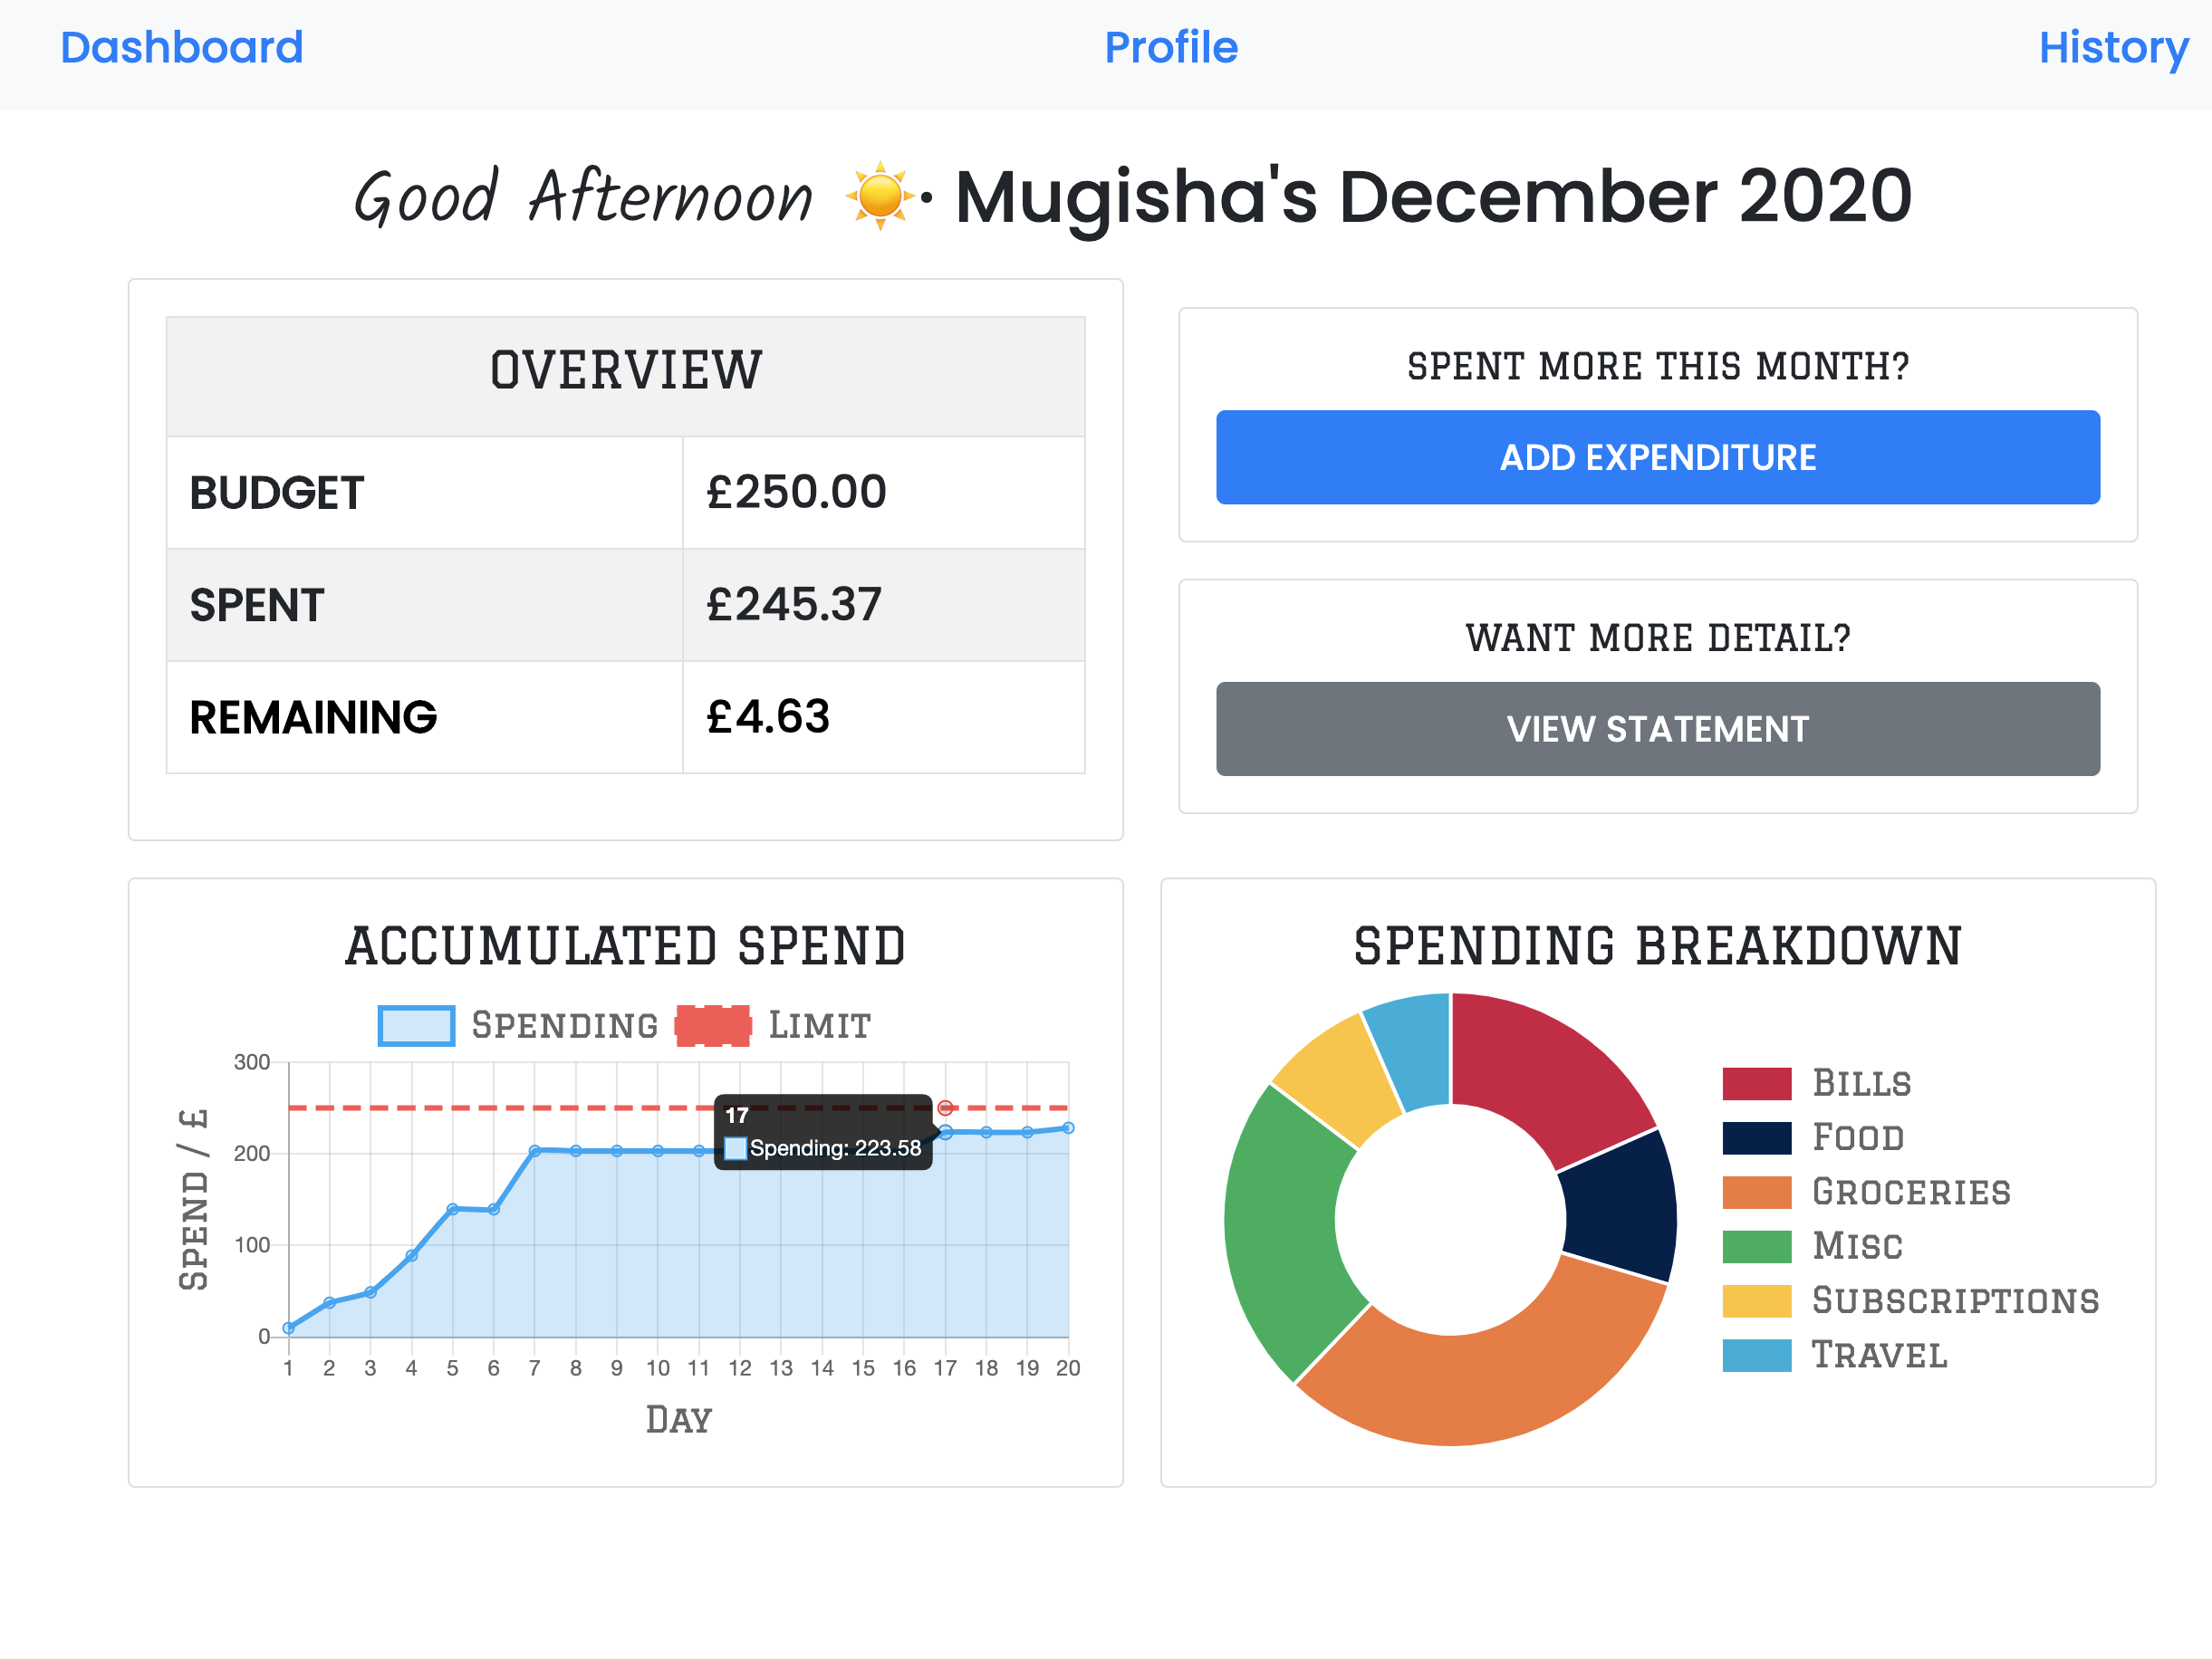 Dashboard Profile History
Good Afternoon ☀️· Mugisha's December 2020
OVERVIEW
BUDGET £250.00
SPENT £245.37
REMAINING £4.63
SPENT MORE THIS MONTH?
ADD EXPENDITURE
WANT MORE DETAIL?
VIEW STATEMENT
ACCUMULATED SPEND
SPENDING LIMIT
300
200
100
0
SPEND / £
17
Spending: 223.58
1 2 3 4 5 6 7 8 9 10 11 12 13 14 15 16 17 18 19 20
DAY
SPENDING BREAKDOWN
BILLS
FOOD
GROCERIES
MISC
SUBSCRIPTIONS
TRAVEL